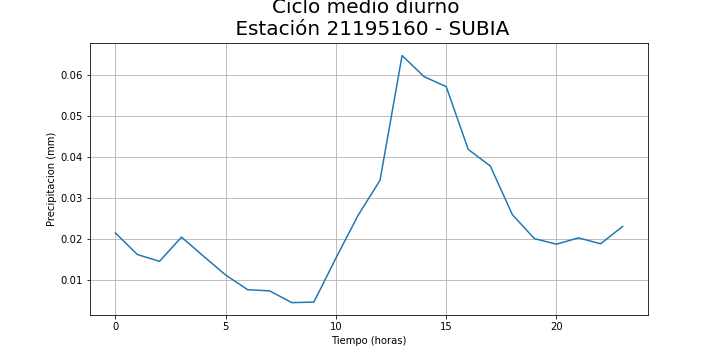 Ciclo medio diurno
Estación 21195160 - SUBIA
0.06
0.05
0.04
0.03
0.02
0.01
Precipitacion (mm)
0 5 10 15 20
Tiempo (horas)